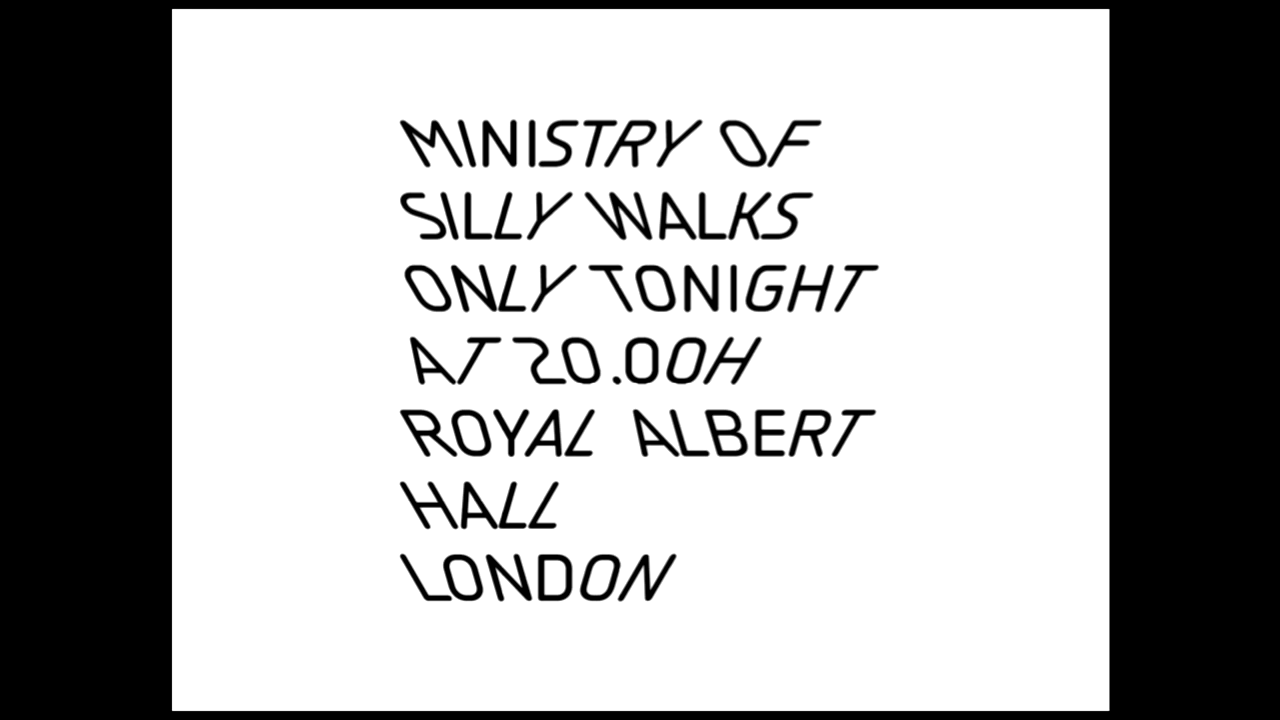 MINISTRY OF
SILLY WALKS
ONLY TONIGHT
AT 20.00H
ROYAL ALBERT
HALL
LONDON